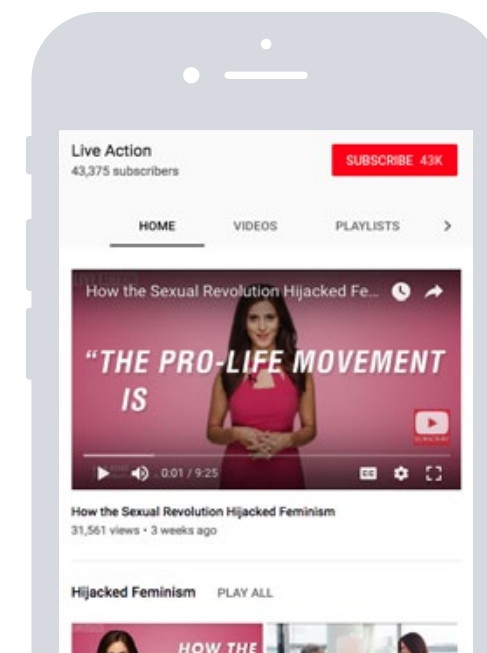 Live Action
43,375 subscribers
SUBSCRIBE 43K
HOME VIDEOS PLAYLISTS
How the Sexual Revolution Hijacked Fe...
“THE PRO-LIFE MOVEMENT
IS
SUBSCRIBE
0:01 / 9:25
CC
How the Sexual Revolution Hijacked Feminism
31,561 views • 3 weeks ago
Hijacked Feminism PLAY ALL
HOW THE